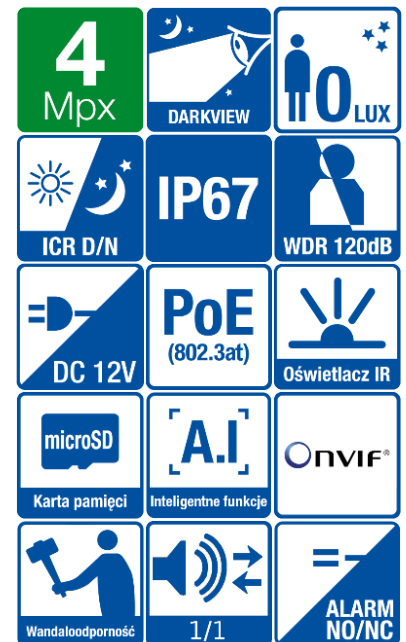 4
Mpx
DARKVIEW
0 LUX
ICR D/N
IP67
WDR 120dB
DC 12V
PoE
(802.3at)
Oświetlacz IR
microSD
Karta pamięci
A.I
Inteligentne funkcje
ONVIF®
Wandaloodporność
1/1
ALARM
NO/NC